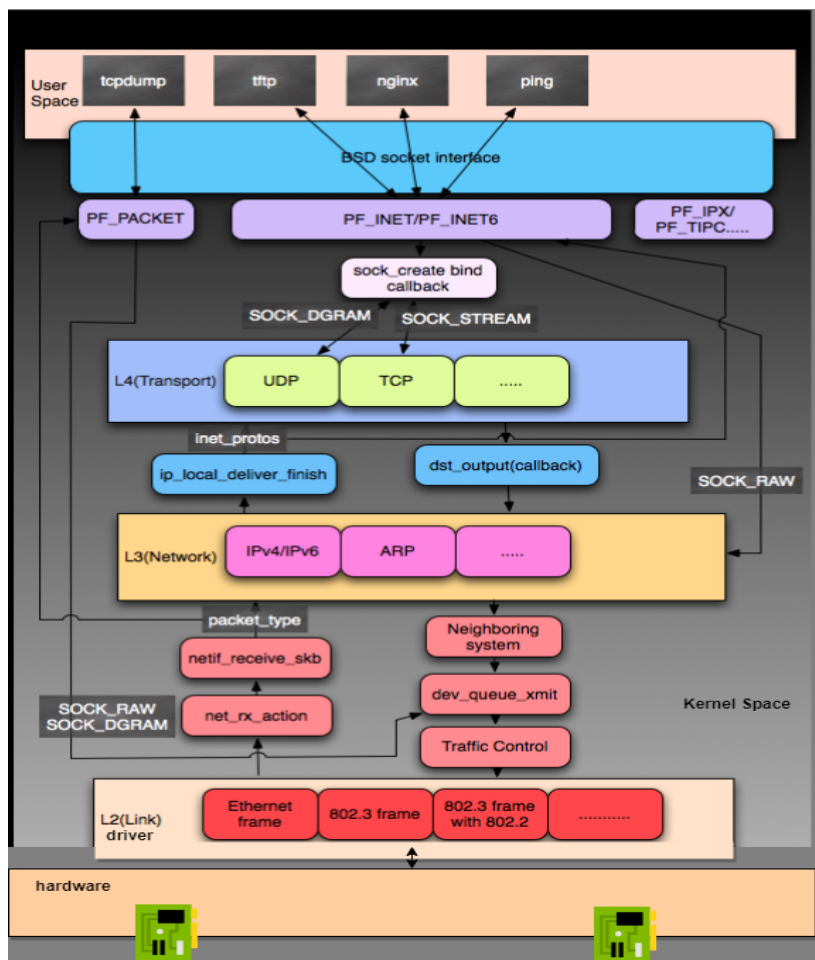 User
Space
tcpdump
tftp
nginx
ping
BSD socket interface
PF_PACKET
PF_INET/PF_INET6
PF_IPX/
PF_TIPC.....
sock_create bind
callback
SOCK_DGRAM
SOCK_STREAM
L4(Transport)
UDP
TCP
.....
inet_protos
ip_local_deliver_finish
dst_output(callback)
SOCK_RAW
L3(Network)
IPv4/IPv6
ARP
.....
packet_type
netif_receive_skb
Neighboring
system
SOCK_RAW
SOCK_DGRAM
net_rx_action
dev_queue_xmit
Kernel Space
Traffic Control
L2(Link)
driver
Ethernet
frame
802.3 frame
802.3 frame
with 802.2
...........
hardware